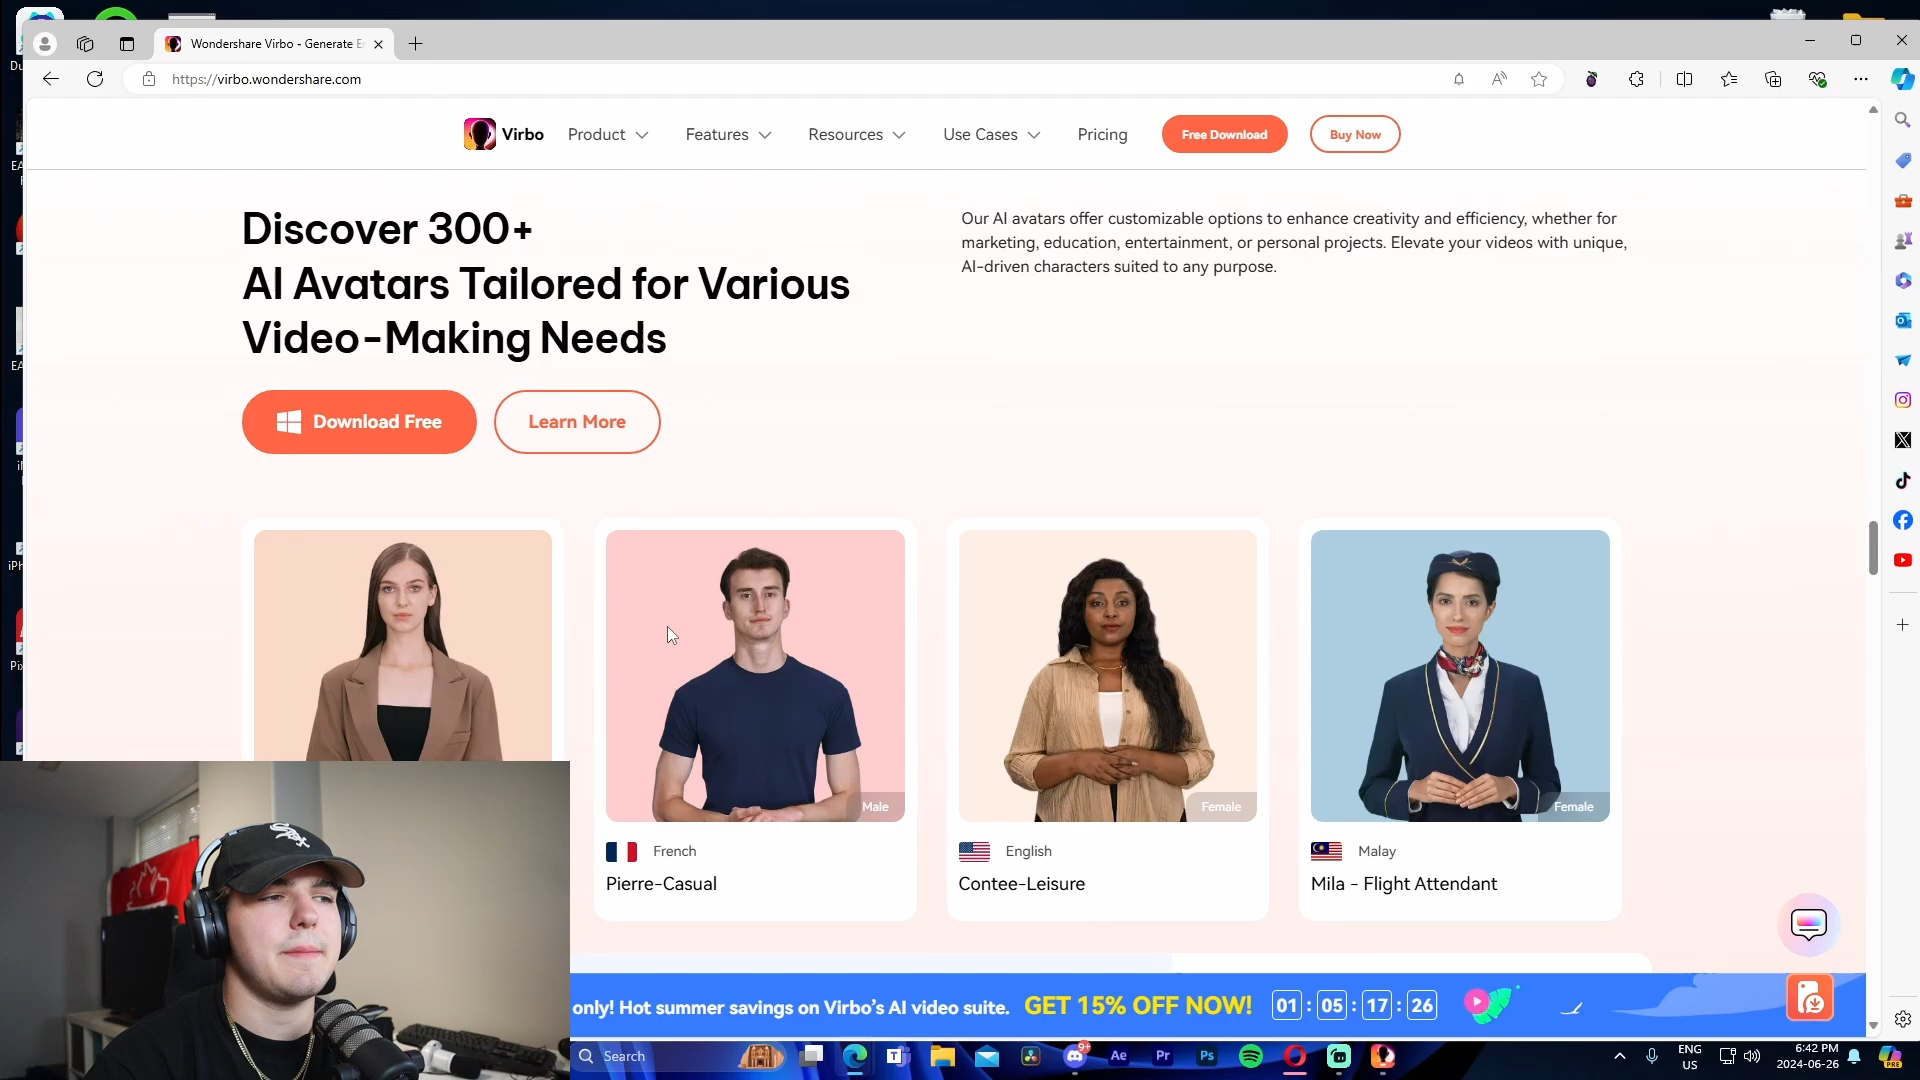 Wondershare Virbo - Generate E
https://virbo.wondershare.com
Virbo
Product
Features
Resources
Use Cases
Pricing
Free Download
Buy Now
Discover 300+
AI Avatars Tailored for Various
Video-Making Needs
Our AI avatars offer customizable options to enhance creativity and efficiency, whether for
marketing, education, entertainment, or personal projects. Elevate your videos with unique,
AI-driven characters suited to any purpose.
Download Free
Learn More
Male
Female
Female
French
English
Malay
Pierre-Casual
Contee-Leisure
Mila - Flight Attendant
only! Hot summer savings on Virbo's AI video suite.
GET 15% OFF NOW!
01 : 05 : 17 : 26
Search
9+
Ae
Pr
Ps
ENG
US
6:42 PM
2024-06-26